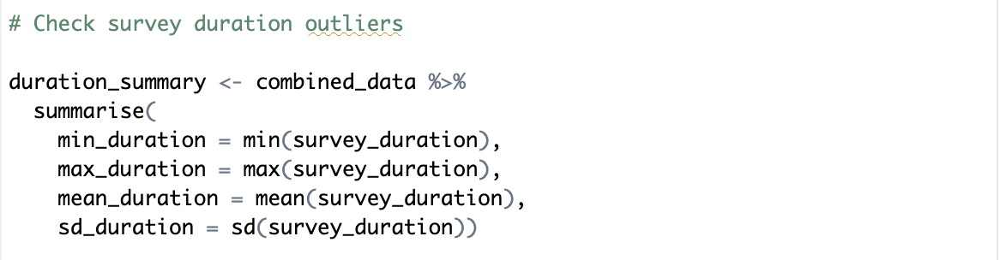 # Check survey duration outliers
duration_summary <- combined_data %>%
summarise(
min_duration = min(survey_duration),
max_duration = max(survey_duration),
mean_duration = mean(survey_duration),
sd_duration = sd(survey_duration))